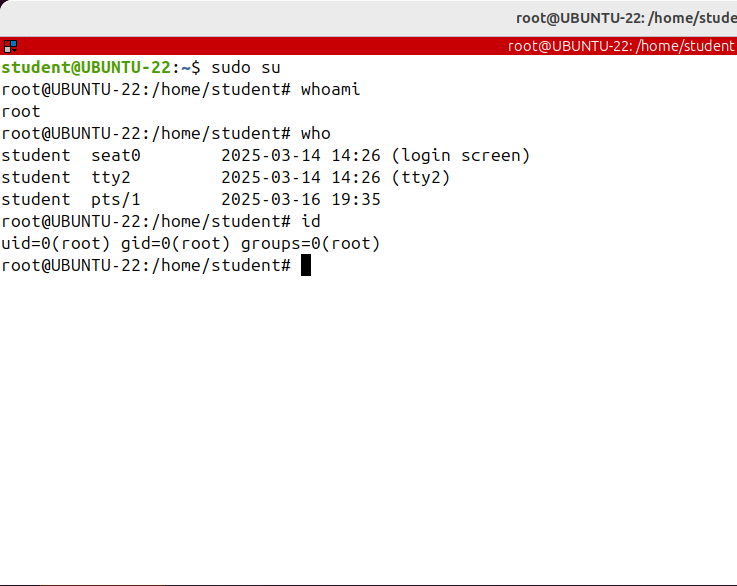 root@UBUNTU-22: /home/stude
root@UBUNTU-22: /home/student
student@UBUNTU-22:~$ sudo su
root@UBUNTU-22:/home/student# whoami
root
root@UBUNTU-22:/home/student# who
student  seat0        2025-03-14 14:26 (login screen)
student  tty2         2025-03-14 14:26 (tty2)
student  pts/1        2025-03-16 19:35
root@UBUNTU-22:/home/student# id
uid=0(root) gid=0(root) groups=0(root)
root@UBUNTU-22:/home/student#